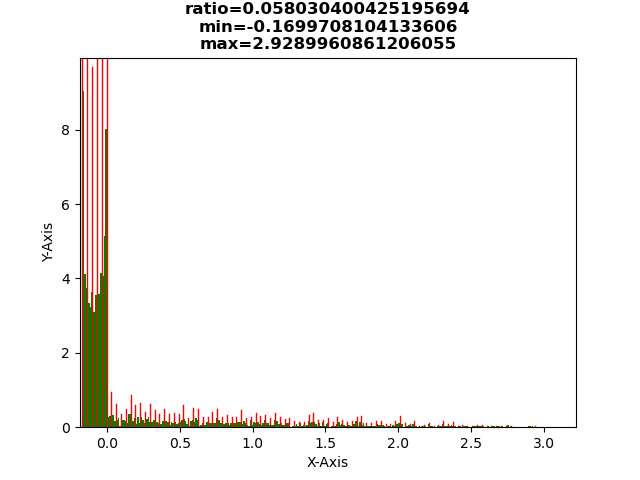 ratio=0.058030400425195694
min=-0.1699708104133606
max=2.9289960861206055
8
6
4
2
0
Y-Axis
0.0 0.5 1.0 1.5 2.0 2.5 3.0
X-Axis